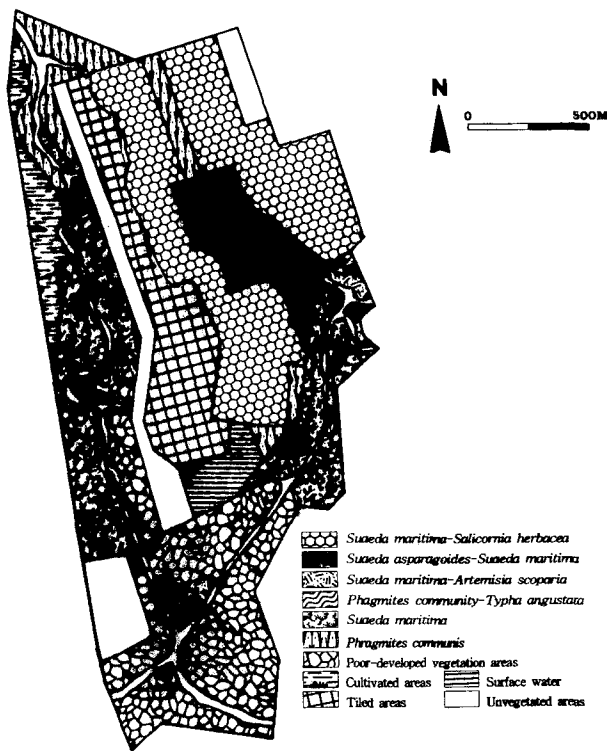 N
0 500M
Suaeda maritima-Salicornia herbacea
Suaeda asparagoides-Suaeda maritima
Suaeda maritima-Artemisia scoparia
Phagmites community-Typha angustata
Suaeda maritima
Phragmites communis
Poor-developed vegetation areas
Cultivated areas Surface water
Tiled areas Unvegetated areas